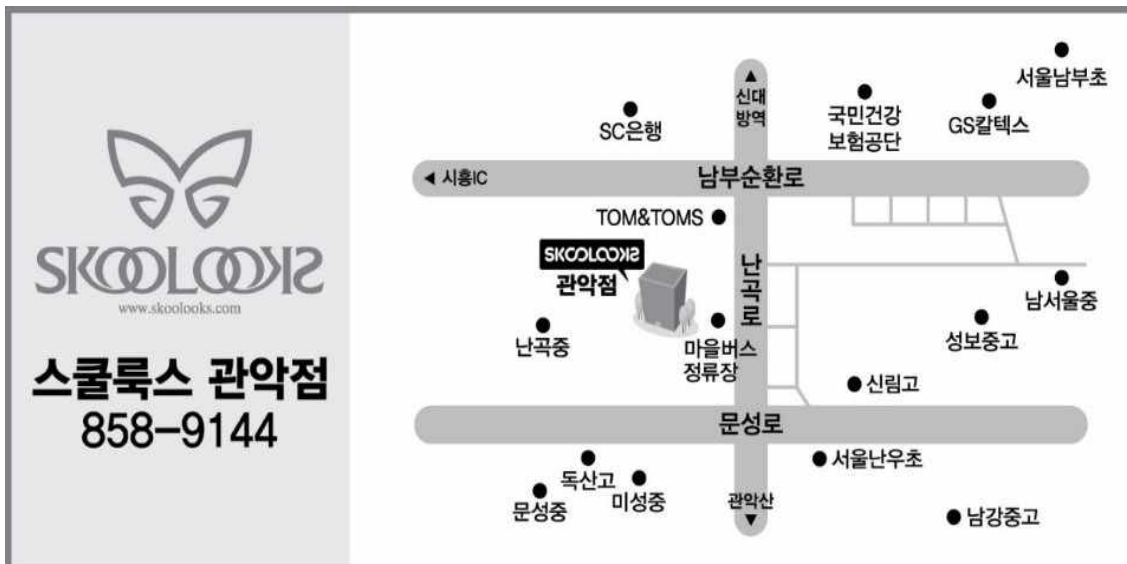 SKOOLOOKS
www.skoolooks.com
스쿨룩스 관악점
858-9144
서울남부초
▲
신대
방역
국민건강
보험공단
GS칼텍스
SC은행
◀ 시흥IC
남부순환로
TOM&TOMS
SKOOLOOKS
관악점
난곡로
남서울중
난곡중
마을버스
정류장
성보중고
신림고
문성로
독산고
서울난우초
문성중
미성중
관악산
▼
남강중고